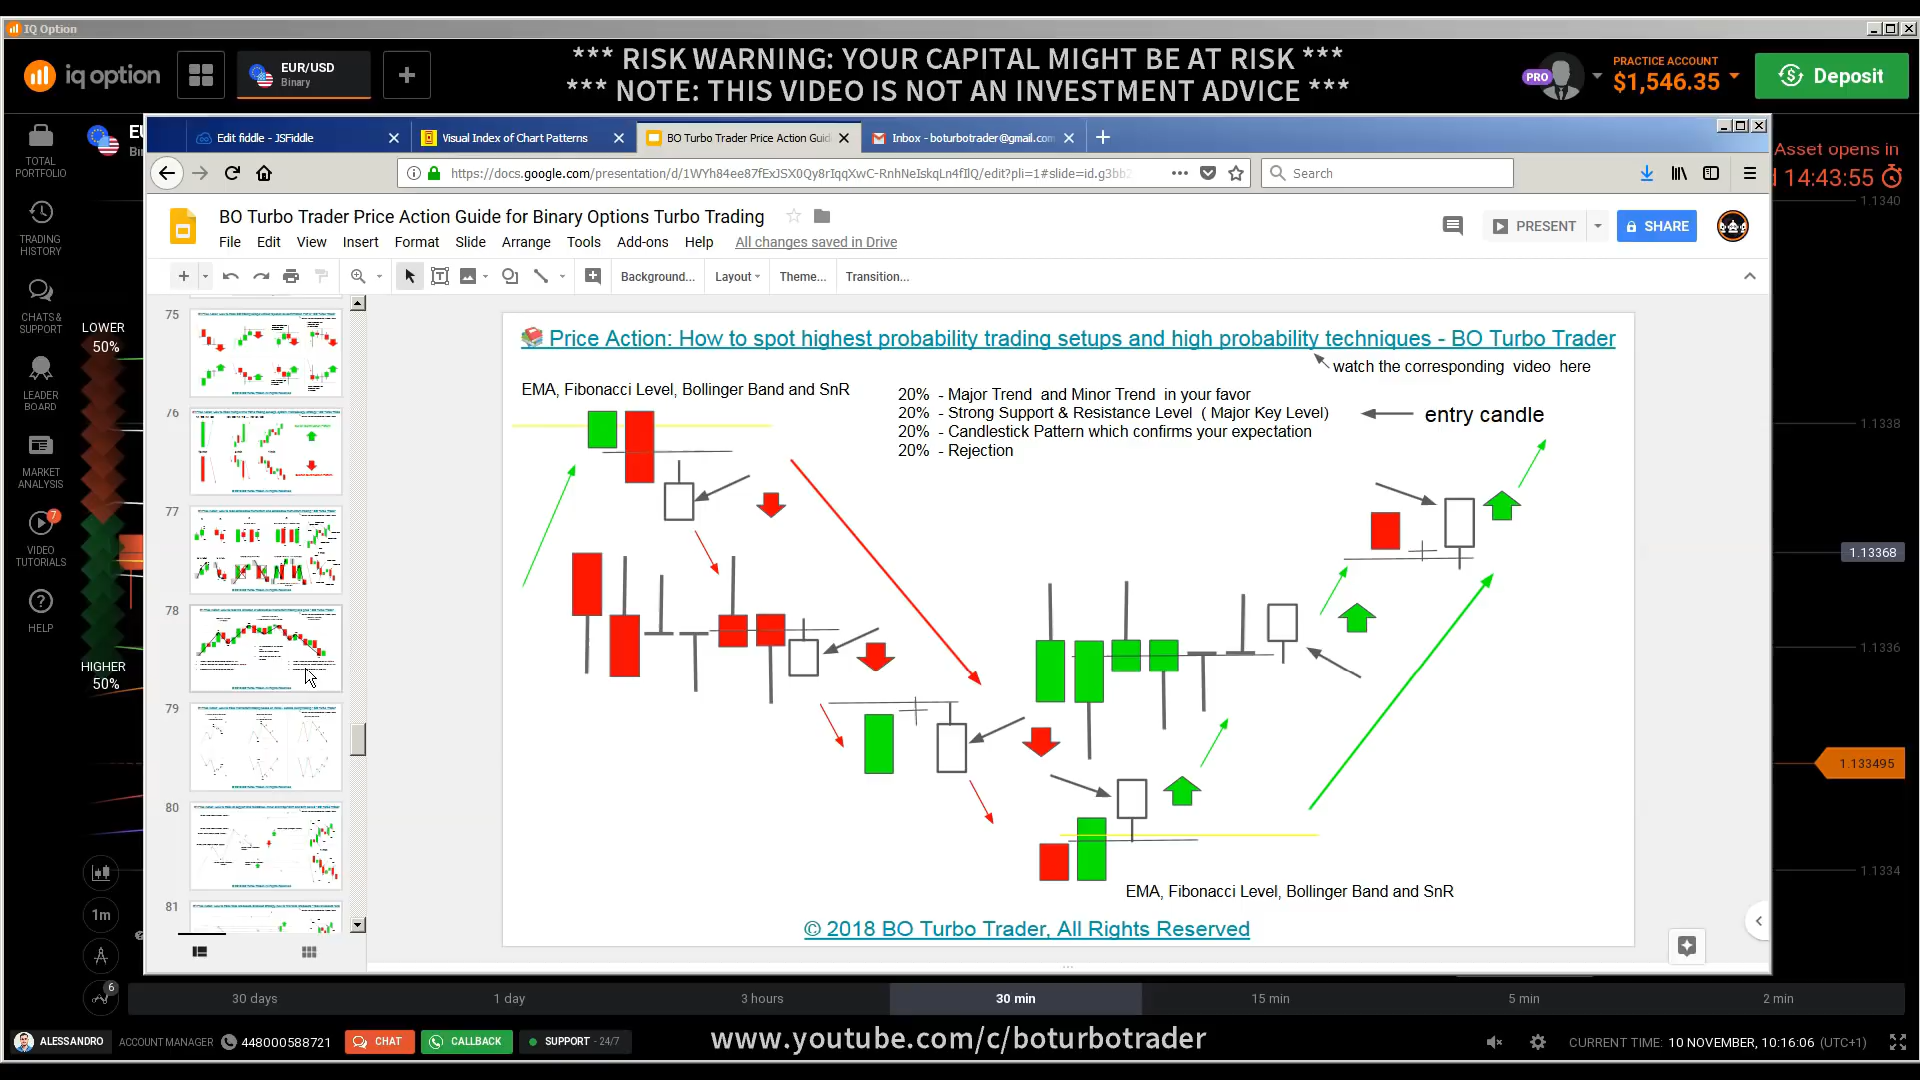 IQ Option
iq option
EUR/USD
Binary
*** RISK WARNING: YOUR CAPITAL MIGHT BE AT RISK ***
*** NOTE: THIS VIDEO IS NOT AN INVESTMENT ADVICE ***
PRO
PRACTICE ACCOUNT
$1,546.35
Deposit
TOTAL PORTFOLIO
TRADING HISTORY
CHATS & SUPPORT
LEADER BOARD
MARKET ANALYSIS
7
VIDEO TUTORIALS
HELP
LOWER
50%
HIGHER
50%
1m
6
Asset opens in
14:43:55
1.1340
1.1338
1.13368
1.1336
1.133495
1.1334
Edit fiddle - JSFiddle
Visual Index of Chart Patterns
BO Turbo Trader Price Action Guid
Inbox - boturbotrader@gmail.com
https://docs.google.com/presentation/d/1WYh84ee87fExJSX0Qy8rIqqXwC-RnhNeIskqLn4fIlQ/edit?pli=1#slide=id.g3bb2
Search
BO Turbo Trader Price Action Guide for Binary Options Turbo Trading
File Edit View Insert Format Slide Arrange Tools Add-ons Help All changes saved in Drive
PRESENT
SHARE
Background... Layout Theme... Transition...
75
76
77
78
79
80
81
Price Action: How to spot highest probability trading setups and high probability techniques - BO Turbo Trader
watch the corresponding video here
EMA, Fibonacci Level, Bollinger Band and SnR
20% - Major Trend and Minor Trend in your favor
20% - Strong Support & Resistance Level ( Major Key Level)
20% - Candlestick Pattern which confirms your expectation
20% - Rejection
entry candle
EMA, Fibonacci Level, Bollinger Band and SnR
© 2018 BO Turbo Trader, All Rights Reserved
30 days 1 day 3 hours 30 min 15 min 5 min 2 min
ALESSANDRO ACCOUNT MANAGER 448000588721 CHAT CALLBACK SUPPORT - 24/7
www.youtube.com/c/boturbotrader
CURRENT TIME: 10 NOVEMBER, 10:16:06 (UTC+1)